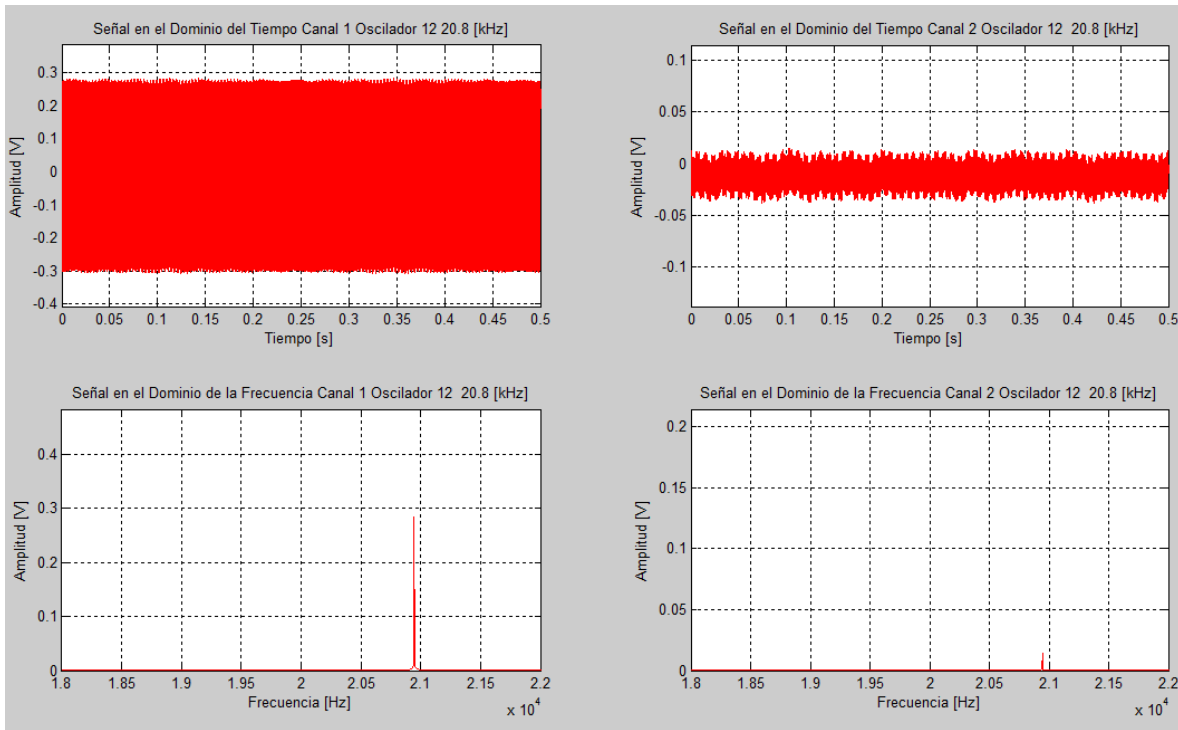 Señal en el Dominio del Tiempo Canal 1 Oscilador 12 20.8 [kHz]
Amplitud [V]
0.3
0.2
0.1
0
-0.1
-0.2
-0.3
-0.4
0 0.05 0.1 0.15 0.2 0.25 0.3 0.35 0.4 0.45 0.5
Tiempo [s]
Señal en el Dominio del Tiempo Canal 2 Oscilador 12 20.8 [kHz]
Amplitud [V]
0.1
0.05
0
-0.05
-0.1
0 0.05 0.1 0.15 0.2 0.25 0.3 0.35 0.4 0.45 0.5
Tiempo [s]
Señal en el Dominio de la Frecuencia Canal 1 Oscilador 12 20.8 [kHz]
Amplitud [V]
0.4
0.3
0.2
0.1
0
1.8 1.85 1.9 1.95 2 2.05 2.1 2.15 2.2
Frecuencia [Hz]
x 10^4
Señal en el Dominio de la Frecuencia Canal 2 Oscilador 12 20.8 [kHz]
Amplitud [V]
0.2
0.15
0.1
0.05
0
1.8 1.85 1.9 1.95 2 2.05 2.1 2.15 2.2
Frecuencia [Hz]
x 10^4